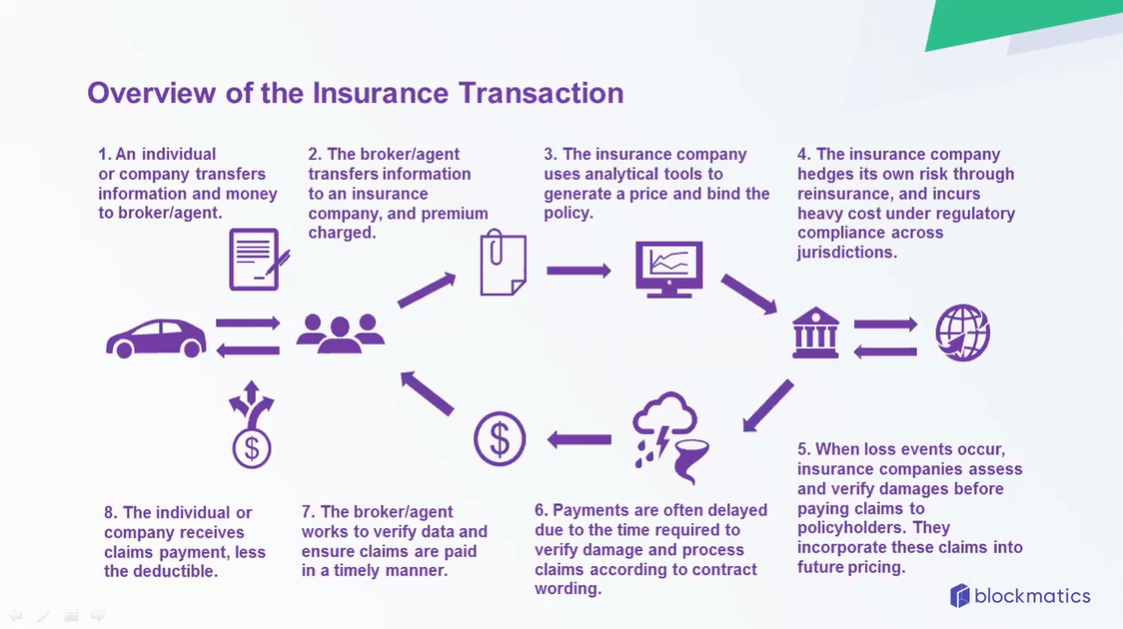 Overview of the Insurance Transaction
1. An individual
or company transfers
information and money
to broker/agent.
2. The broker/agent
transfers information
to an insurance
company, and premium
charged.
3. The insurance company
uses analytical tools to
generate a price and bind the
policy.
4. The insurance company
hedges its own risk through
reinsurance, and incurs
heavy cost under regulatory
compliance across
jurisdictions.
$
$
5. When loss events occur,
insurance companies assess
and verify damages before
paying claims to
policyholders. They
incorporate these claims into
future pricing.
6. Payments are often delayed
due to the time required to
verify damage and process
claims according to contract
wording.
7. The broker/agent
works to verify data and
ensure claims are paid
in a timely manner.
8. The individual or
company receives
claims payment, less
the deductible.
blockmatics